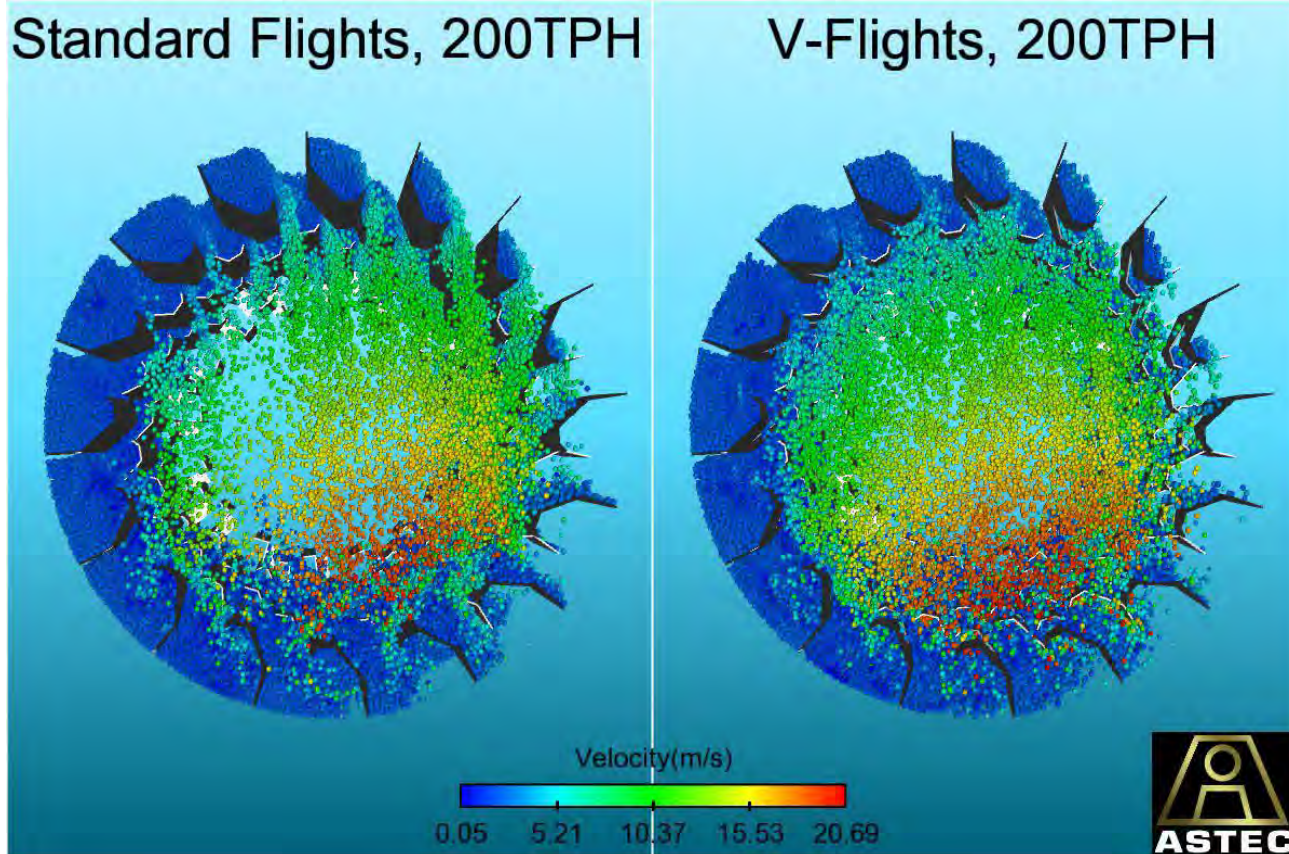 Standard Flights, 200TPH
V-Flights, 200TPH
Velocity(m/s)
0.05 5.21 10.37 15.53 20.69
ASTEC